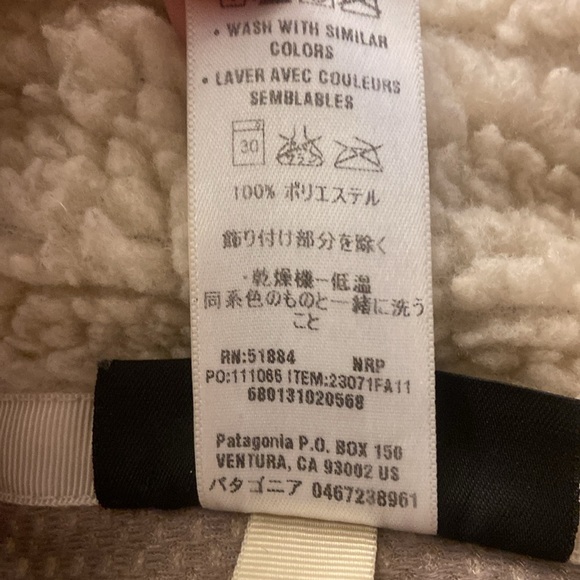 • WASH WITH SIMILAR
COLORS
• LAVER AVEC COULEURS
SEMBLABLES
30
100% ポリエステル
飾り付け部分を除く
・乾燥機−低温
同系色のものと一緒に洗う
こと
RN:51884 NRP
PO:111066 ITEM:23071FA11
680131020568
Patagonia P.O. BOX 150
VENTURA, CA 93002 US
パタゴニア 0467238961